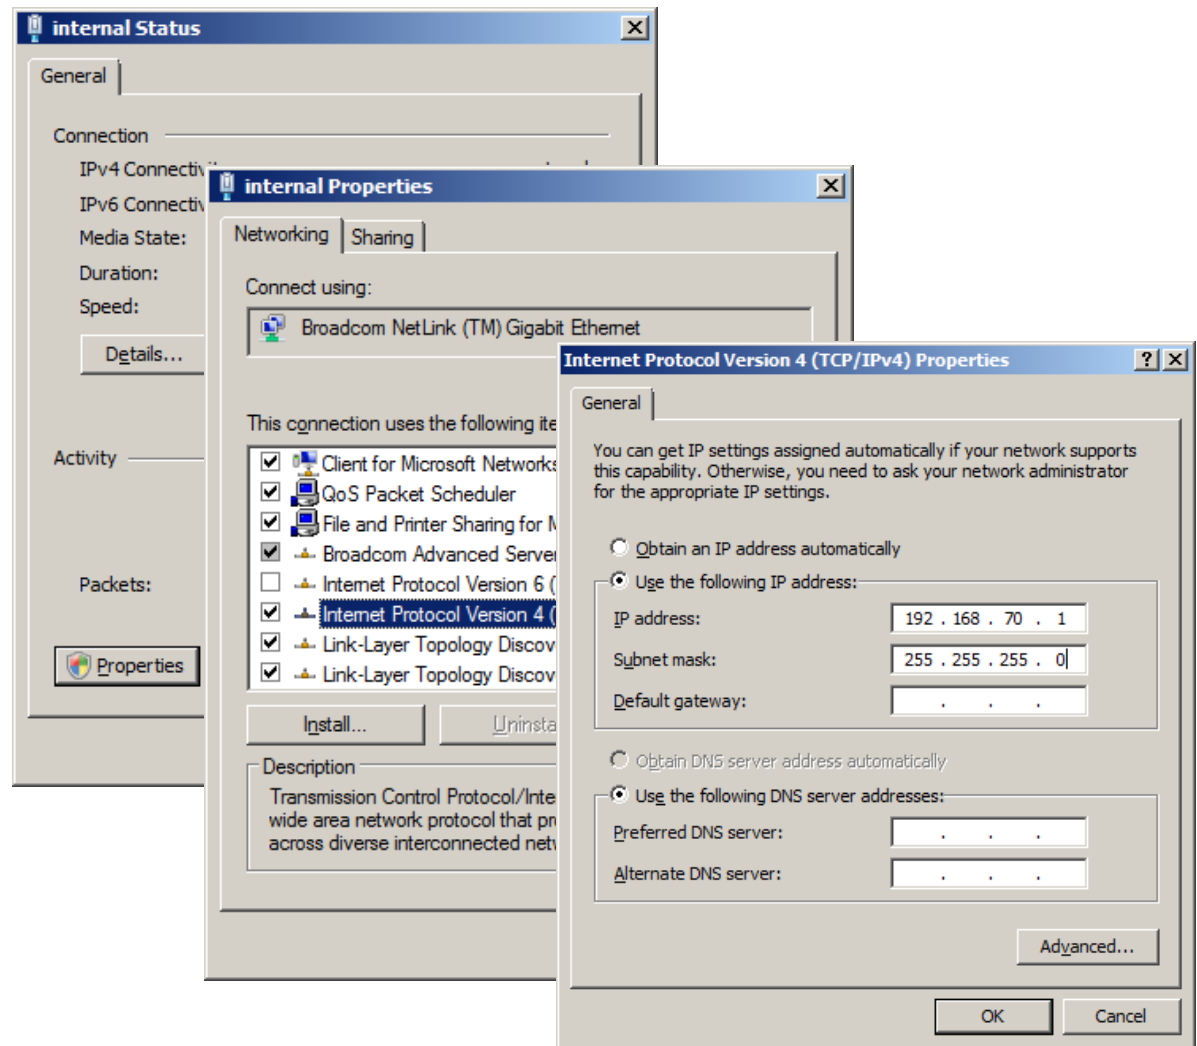 internal Status
General
Connection
IPv4 Connectiv
IPv6 Connectiv
Media State:
Duration:
Speed:
Details...
Activity
Packets:
Properties
internal Properties
Networking
Sharing
Connect using:
Broadcom NetLink (TM) Gigabit Ethernet
This connection uses the following ite
Client for Microsoft Networks
QoS Packet Scheduler
File and Printer Sharing for M
Broadcom Advanced Server
Internet Protocol Version 6 (
Internet Protocol Version 4 (
Link-Layer Topology Discov
Link-Layer Topology Discov
Install...
Uninsta
Description
Transmission Control Protocol/Inte
wide area network protocol that pr
across diverse interconnected netw
Internet Protocol Version 4 (TCP/IPv4) Properties
General
You can get IP settings assigned automatically if your network supports
this capability. Otherwise, you need to ask your network administrator
for the appropriate IP settings.
Obtain an IP address automatically
Use the following IP address:
IP address: 192 . 168 . 70 . 1
Subnet mask: 255 . 255 . 255 . 0
Default gateway: . . .
Obtain DNS server address automatically
Use the following DNS server addresses:
Preferred DNS server: . . .
Alternate DNS server: . . .
Advanced...
OK
Cancel